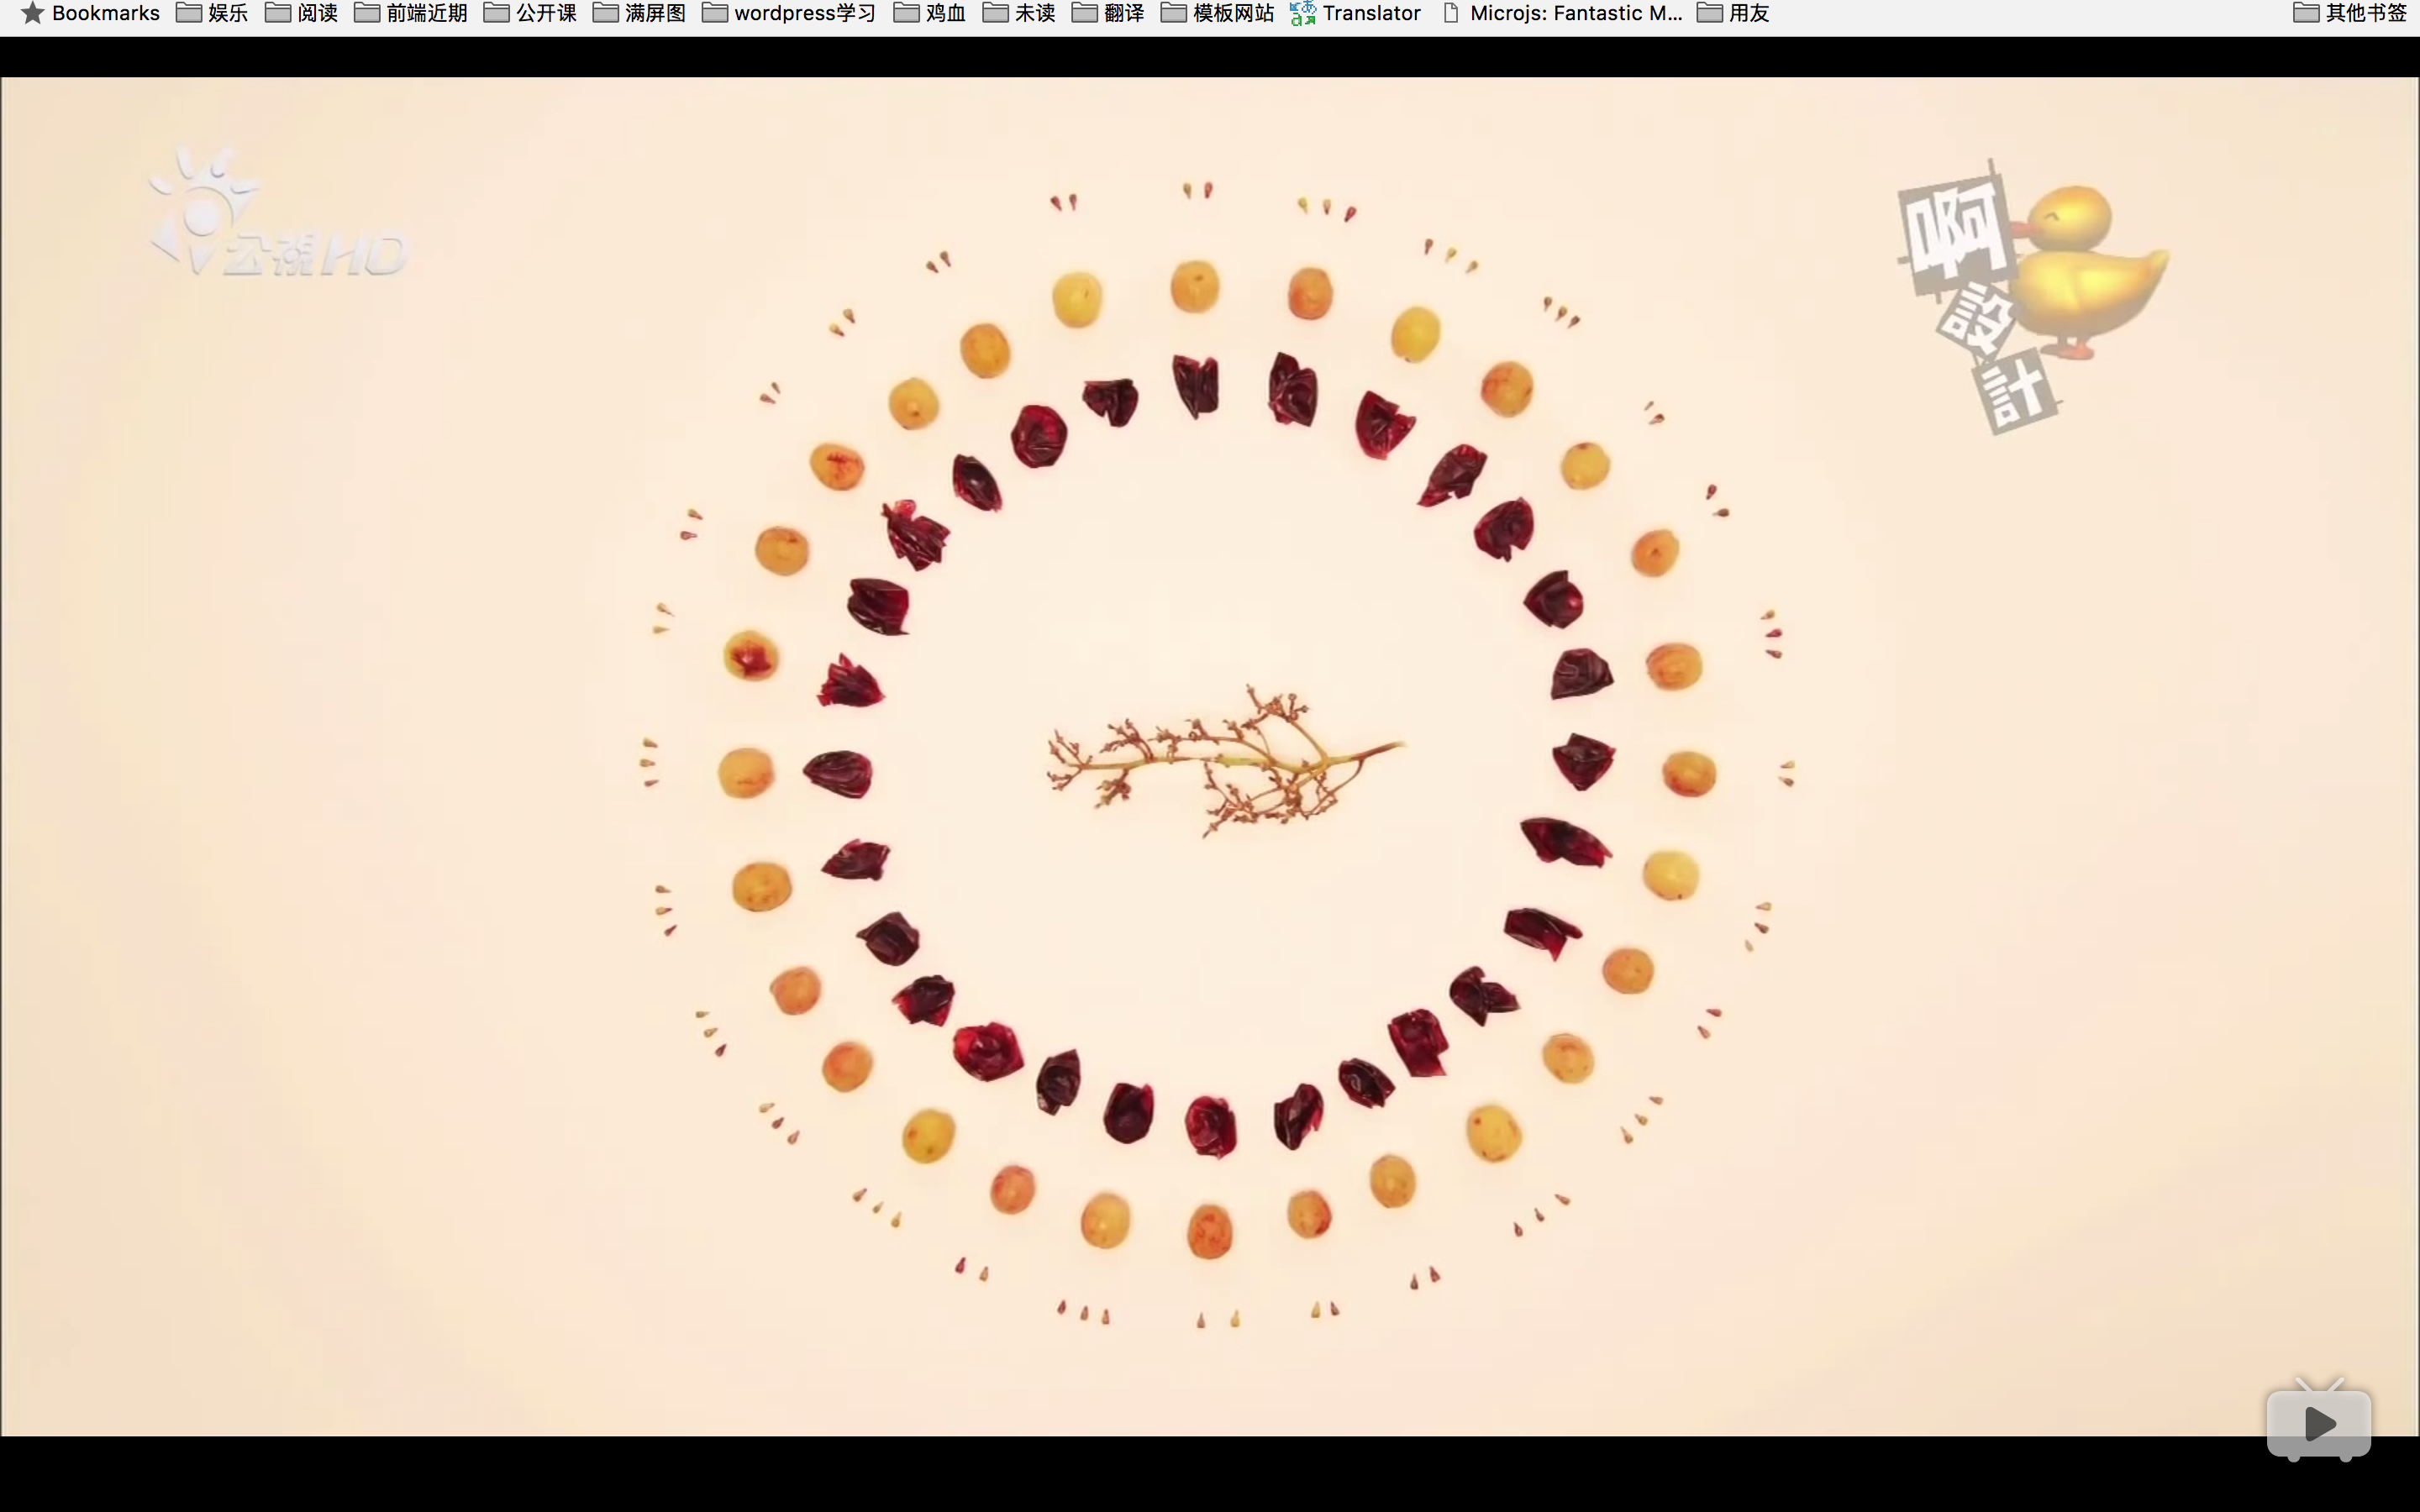 Bookmarks 娱乐 阅读 前端近期 公开课 满屏图 wordpress学习 鸡血 未读 翻译 模板网站 Translator Microjs: Fantastic M... 用友 其他书签
公視HD
啊
設
計